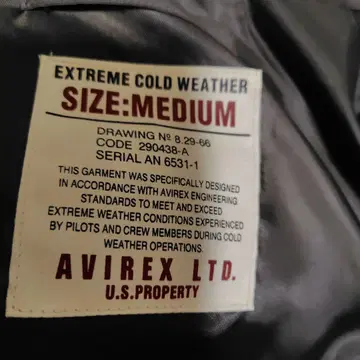 EXTREME COLD WEATHER
SIZE:MEDIUM
DRAWING Nº 8.29-66
CODE 290438-A
SERIAL AN 6531-1
THIS GARMENT WAS SPECIFICALLY DESIGNED
IN ACCORDANCE WITH AVIREX ENGINEERING
STANDARDS TO MEET AND EXCEED
EXTREME WEATHER CONDITIONS EXPERIENCED
BY PILOTS AND CREW MEMBERS DURING COLD
WEATHER OPERATIONS.
AVIREX LTD.
U.S.PROPERTY